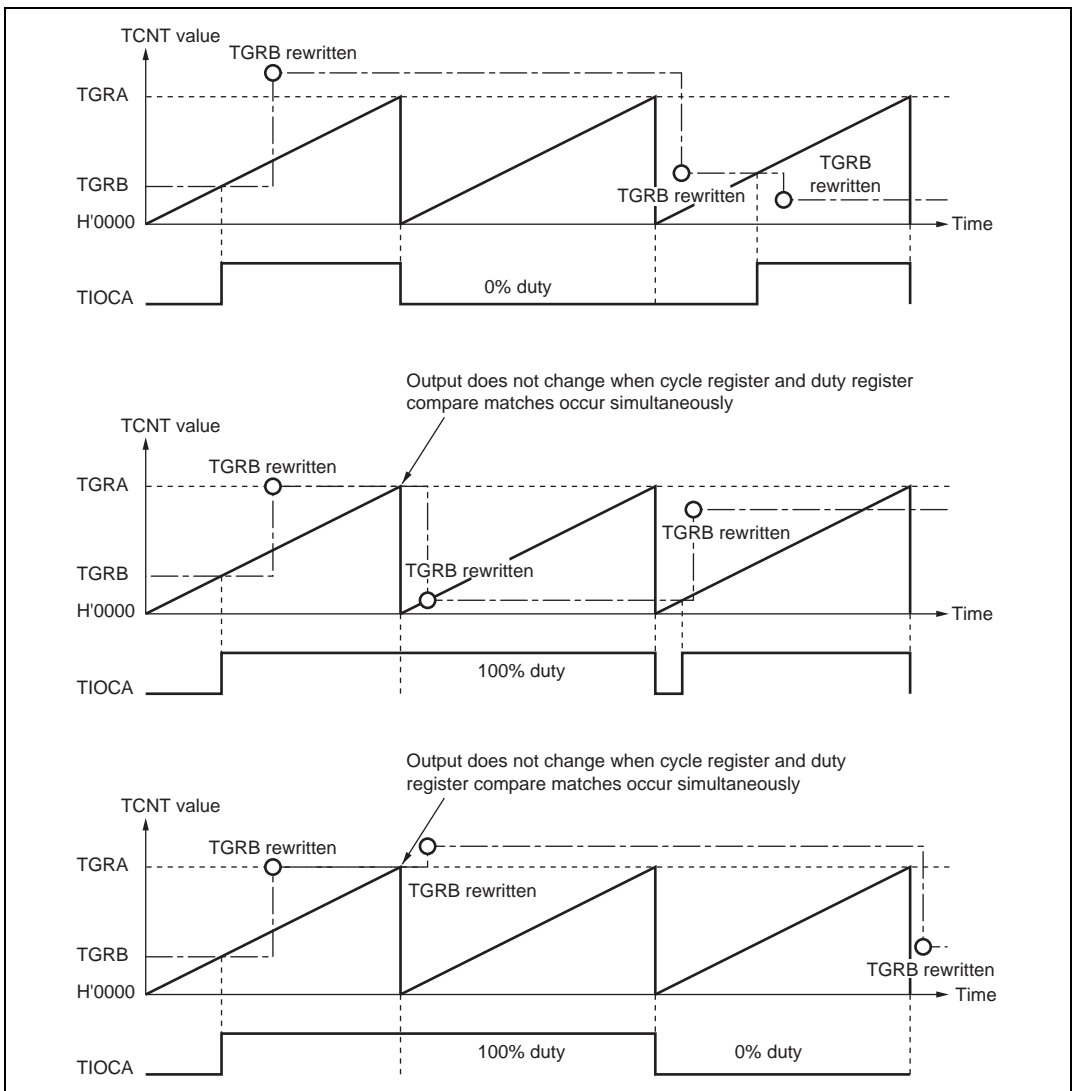 TCNT value
TGRB rewritten
TGRA
TGRB
rewritten
TGRB
TGRB rewritten
H'0000
Time
0% duty
TIOCA
Output does not change when cycle register and duty register
compare matches occur simultaneously
TCNT value
TGRB rewritten
TGRA
TGRB rewritten
TGRB
TGRB rewritten
H'0000
Time
100% duty
TIOCA
Output does not change when cycle register and duty
register compare matches occur simultaneously
TCNT value
TGRB rewritten
TGRA
TGRB rewritten
TGRB
TGRB rewritten
H'0000
Time
100% duty
0% duty
TIOCA